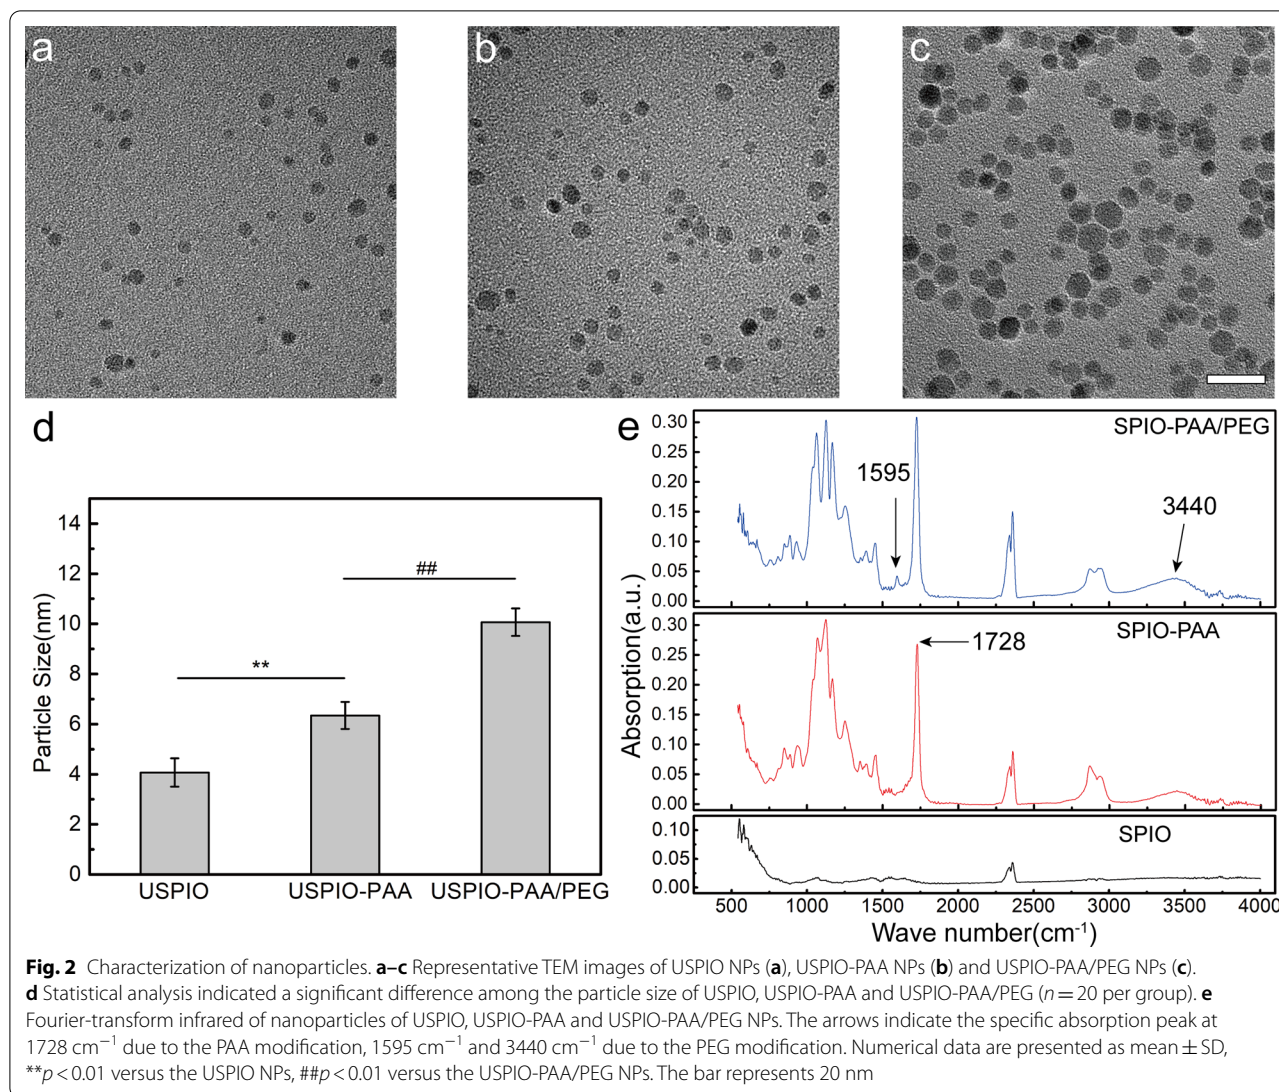 a
b
c
d
Particle Size(nm)
14
12
10
8
6
4
2
0
**
##
USPIO
USPIO-PAA
USPIO-PAA/PEG
e
Absorption(a.u.)
SPIO-PAA/PEG
0.30
0.25
0.20
0.15
0.10
0.05
0.00
1595
3440
SPIO-PAA
0.30
0.25
0.20
0.15
0.10
0.05
0.00
1728
SPIO
0.10
0.05
0.00
500 1000 1500 2000 2500 3000 3500 4000
Wave number(cm⁻¹)
Fig. 2 Characterization of nanoparticles. a–c Representative TEM images of USPIO NPs (a), USPIO-PAA NPs (b) and USPIO-PAA/PEG NPs (c).
d Statistical analysis indicated a significant difference among the particle size of USPIO, USPIO-PAA and USPIO-PAA/PEG (n = 20 per group). e
Fourier-transform infrared of nanoparticles of USPIO, USPIO-PAA and USPIO-PAA/PEG NPs. The arrows indicate the specific absorption peak at
1728 cm⁻¹ due to the PAA modification, 1595 cm⁻¹ and 3440 cm⁻¹ due to the PEG modification. Numerical data are presented as mean ± SD,
**p < 0.01 versus the USPIO NPs, ##p < 0.01 versus the USPIO-PAA/PEG NPs. The bar represents 20 nm